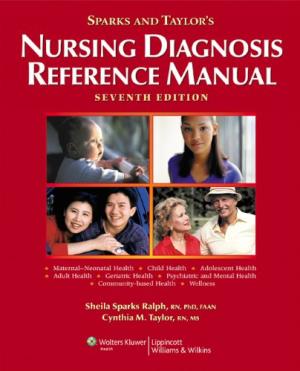 SPARKS AND TAYLOR'S
NURSING DIAGNOSIS
REFERENCE MANUAL
SEVENTH EDITION
• Maternal–Neonatal Health • Child Health • Adolescent Health
• Adult Health • Geriatric Health • Psychiatric and Mental Health
• Community-based Health • Wellness
Sheila Sparks Ralph, RN, PhD, FAAN
Cynthia M. Taylor, RN, MS
Wolters Kluwer | Lippincott
Health | Williams & Wilkins